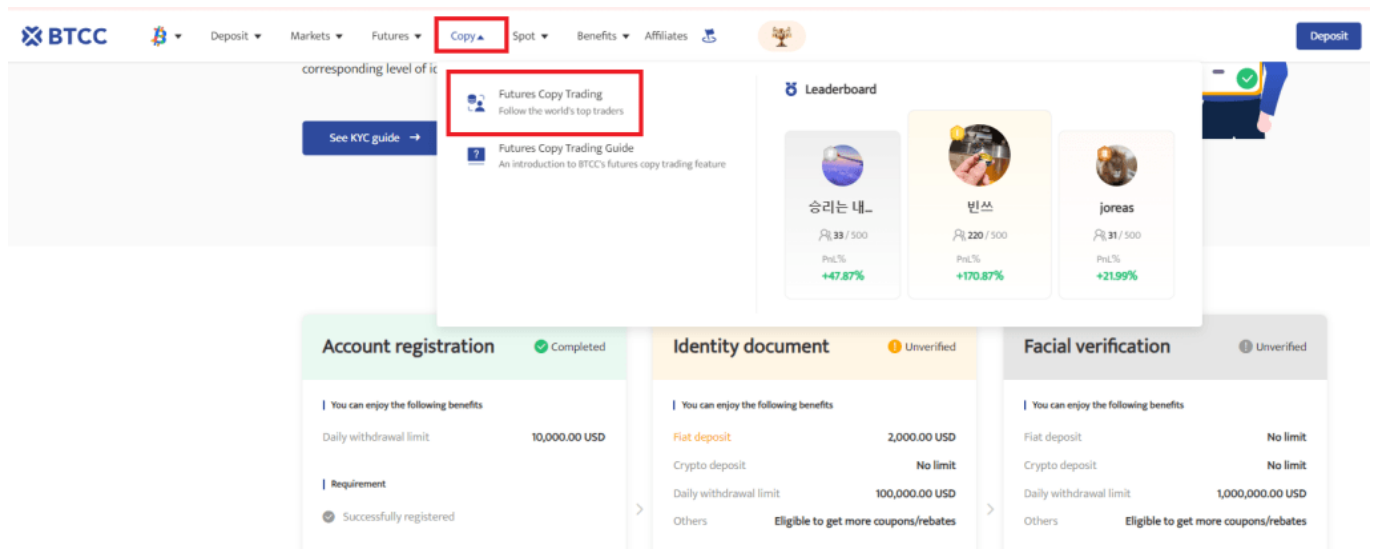 BTCC
Deposit
Markets
Futures
Copy
Spot
Benefits
Affiliates
Deposit
corresponding level of
See KYC guide →
Futures Copy Trading
Follow the world's top traders
Futures Copy Trading Guide
An introduction to BTCC's futures copy trading feature
Leaderboard
승리는 내...
33 / 500
PnL%
+47.87%
빈쓰
220 / 500
PnL%
+170.87%
joreas
31 / 500
PnL%
+21.99%
Account registration
Completed
You can enjoy the following benefits
Daily withdrawal limit 10,000.00 USD
Requirement
Successfully registered
Identity document
Unverified
You can enjoy the following benefits
Fiat deposit 2,000.00 USD
Crypto deposit No limit
Daily withdrawal limit 100,000.00 USD
Others Eligible to get more coupons/rebates
Facial verification
Unverified
You can enjoy the following benefits
Fiat deposit No limit
Crypto deposit No limit
Daily withdrawal limit 1,000,000.00 USD
Others Eligible to get more coupons/rebates